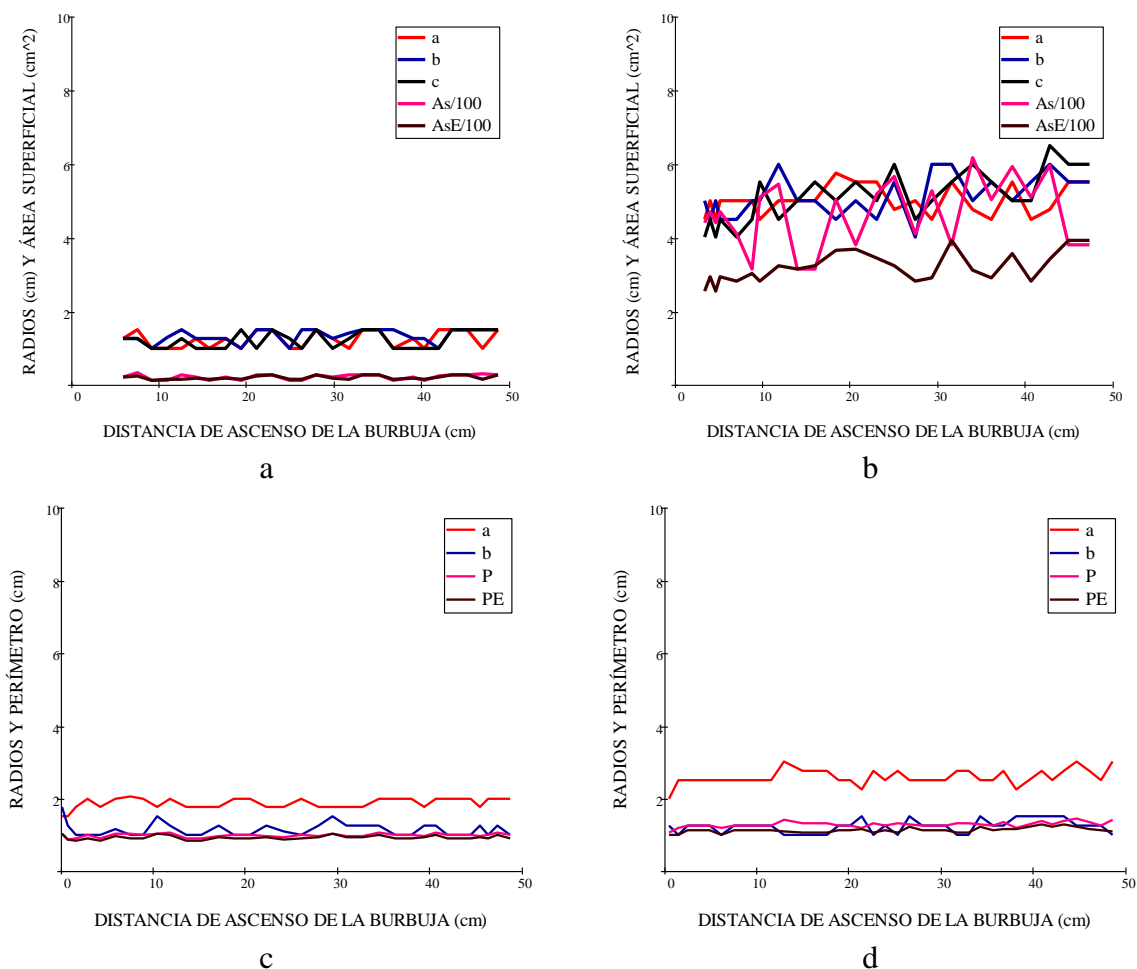 10
8
6
4
2
0
10
20
30
40
50
RADIOS (cm) Y ÁREA SUPERFICIAL (cm^2)
DISTANCIA DE ASCENSO DE LA BURBUJA (cm)
a
b
c
As/100
AsE/100
a
10
8
6
4
2
0
10
20
30
40
50
RADIOS (cm) Y ÁREA SUPERFICIAL (cm^2)
DISTANCIA DE ASCENSO DE LA BURBUJA (cm)
a
b
c
As/100
AsE/100
b
10
8
6
4
2
0
10
20
30
40
50
RADIOS Y PERÍMETRO (cm)
DISTANCIA DE ASCENSO DE LA BURBUJA (cm)
a
b
P
PE
c
10
8
6
4
2
0
10
20
30
40
50
RADIOS Y PERÍMETRO (cm)
DISTANCIA DE ASCENSO DE LA BURBUJA (cm)
a
b
P
PE
d